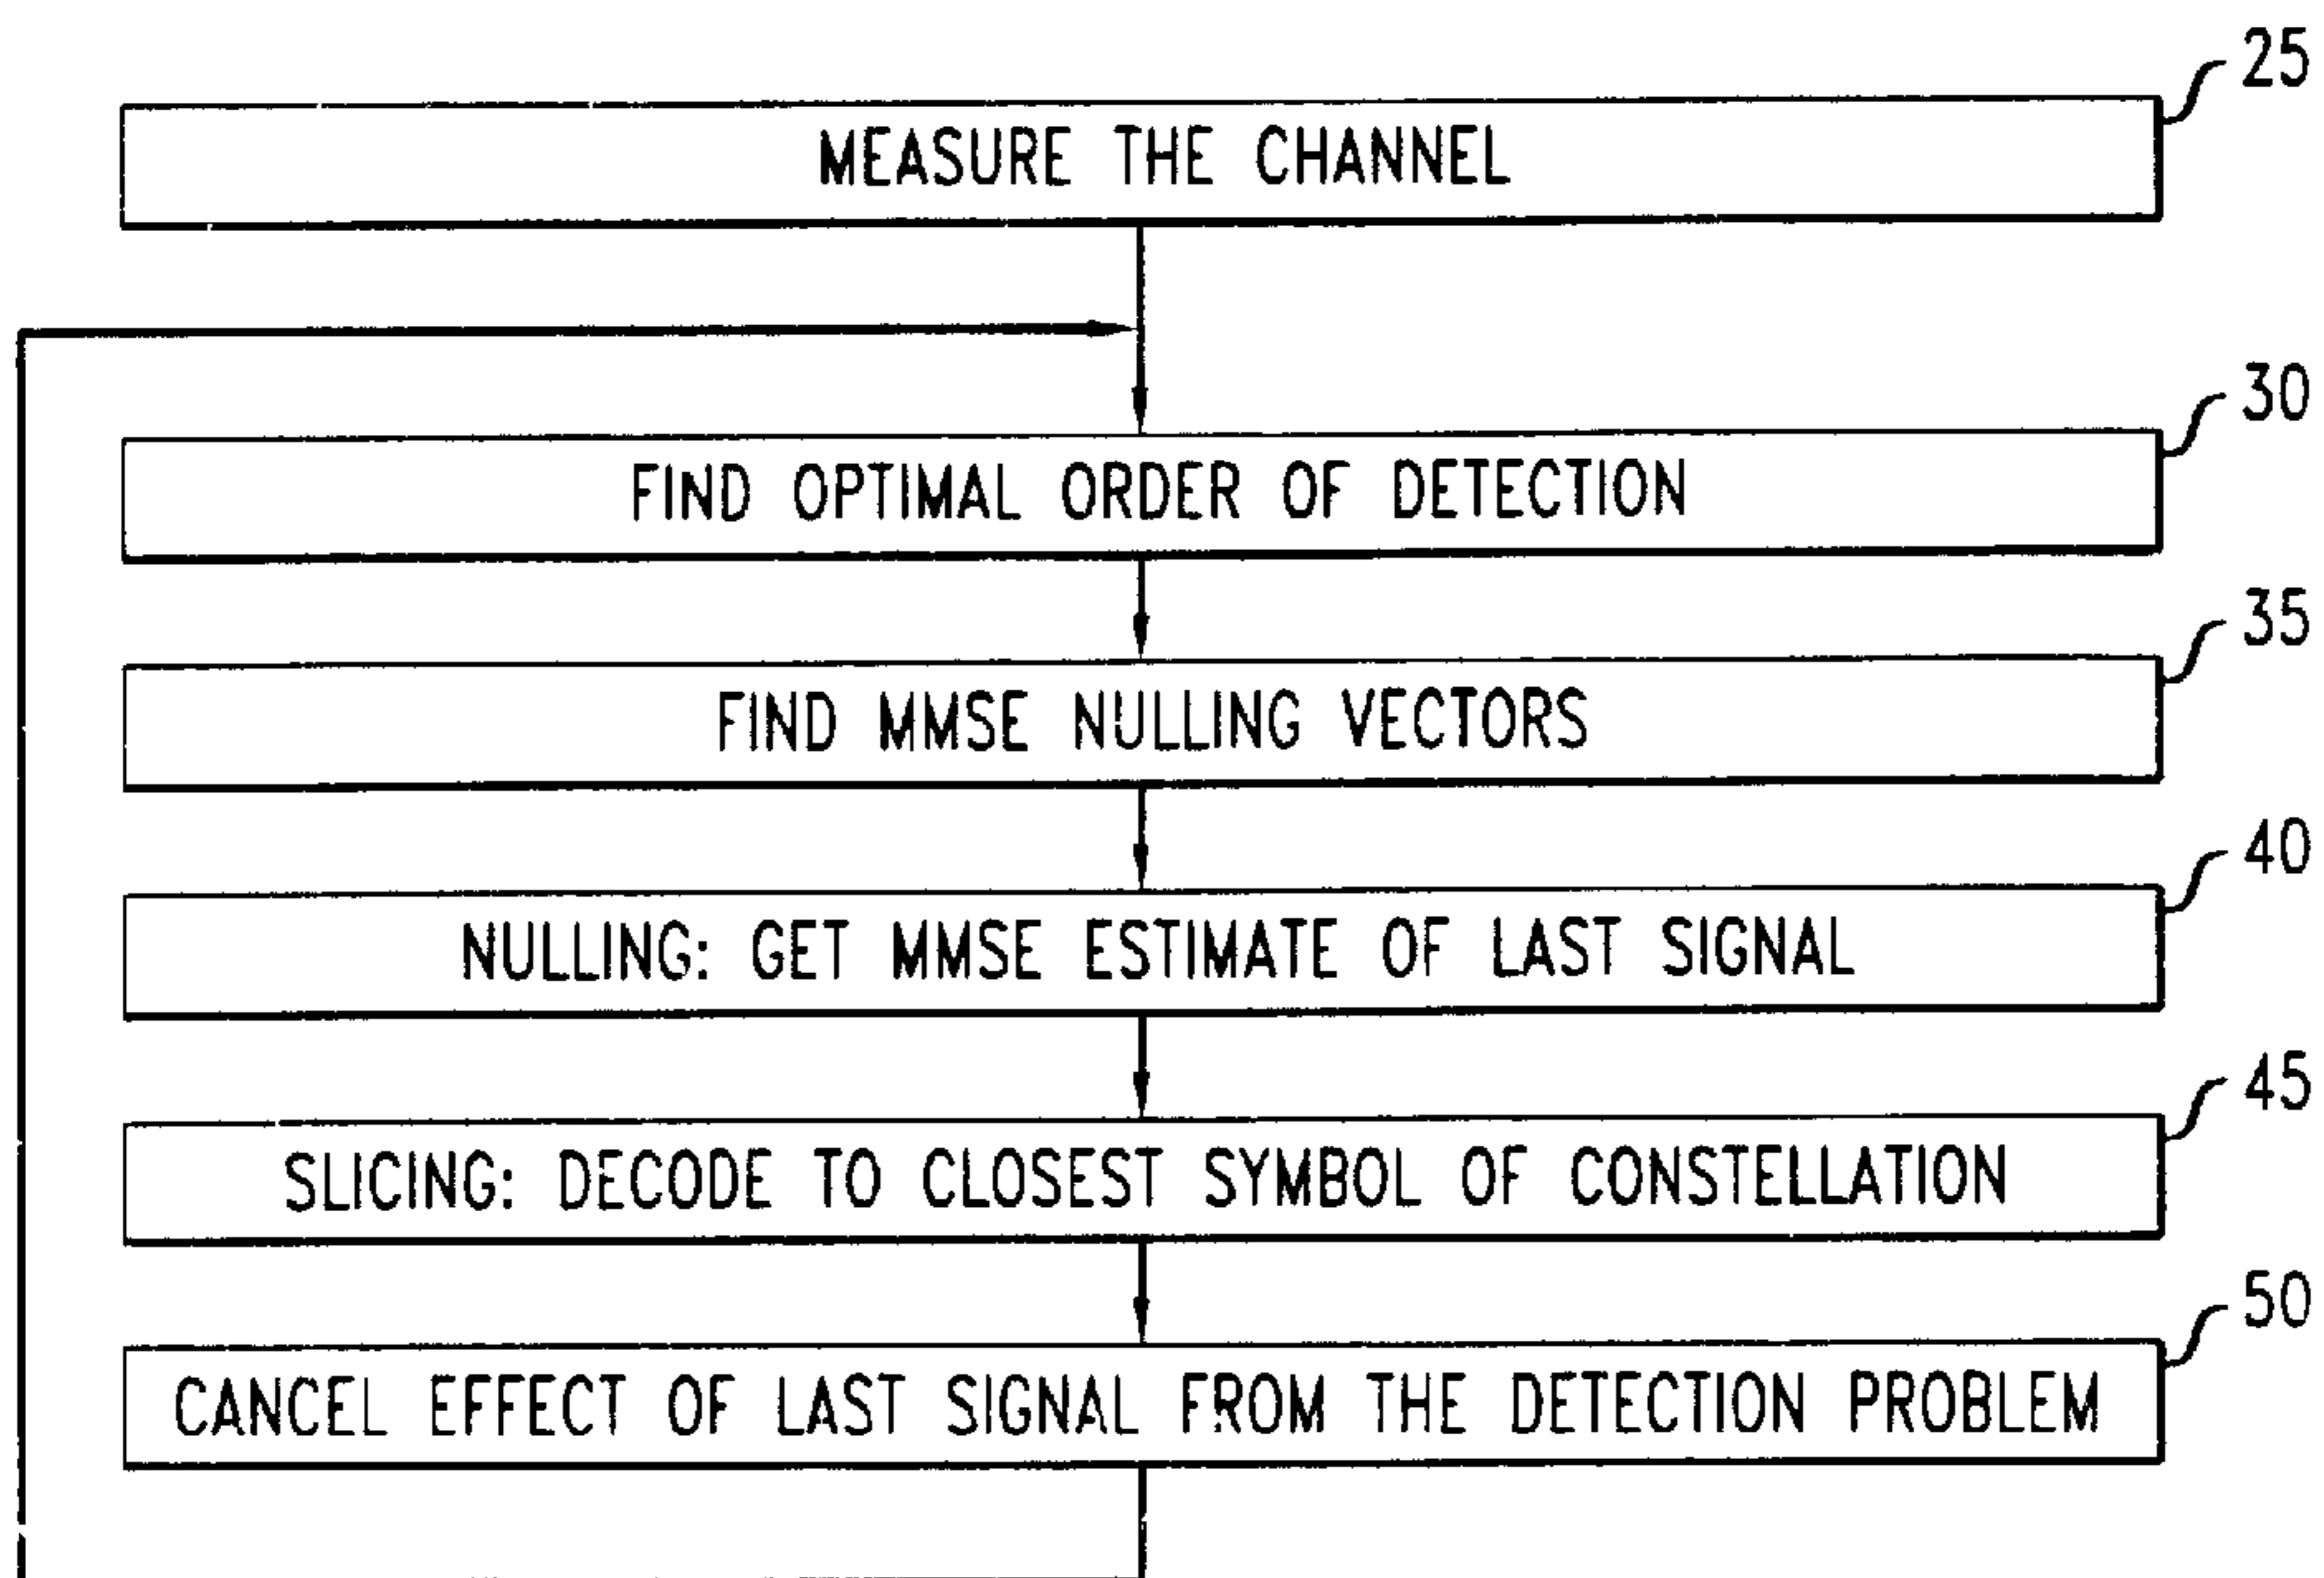 25
MEASURE THE CHANNEL
30
FIND OPTIMAL ORDER OF DETECTION
35
FIND MMSE NULLING VECTORS
40
NULLING: GET MMSE ESTIMATE OF LAST SIGNAL
45
SLICING: DECODE TO CLOSEST SYMBOL OF CONSTELLATION
50
CANCEL EFFECT OF LAST SIGNAL FROM THE DETECTION PROBLEM